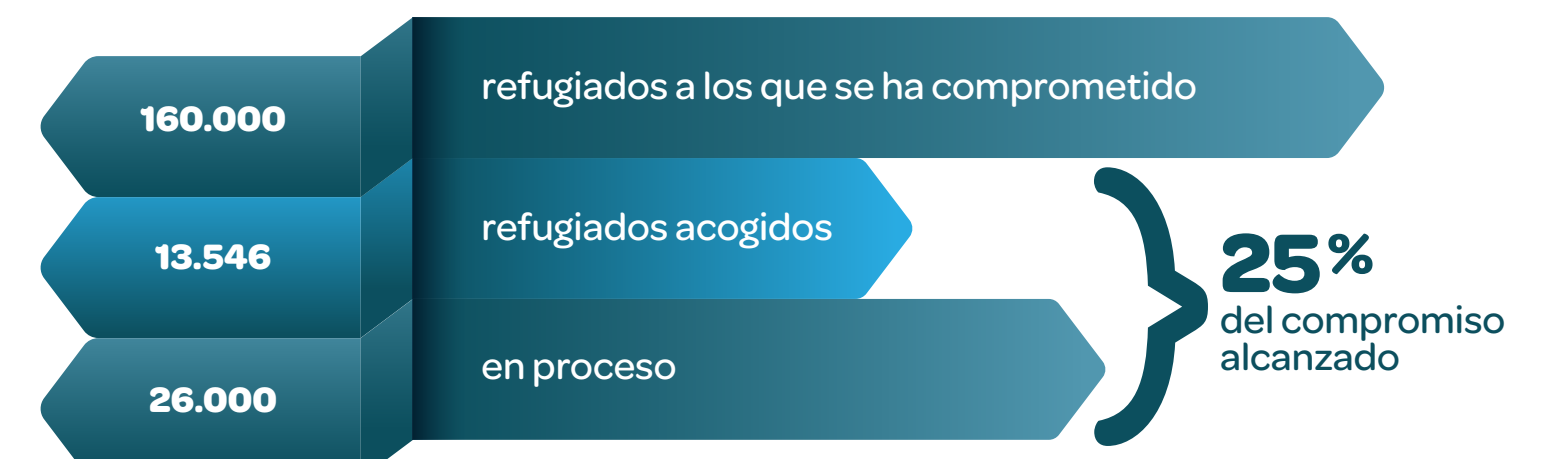 160.000
refugiados a los que se ha comprometido
13.546
refugiados acogidos
26.000
en proceso
25%
del compromiso
alcanzado